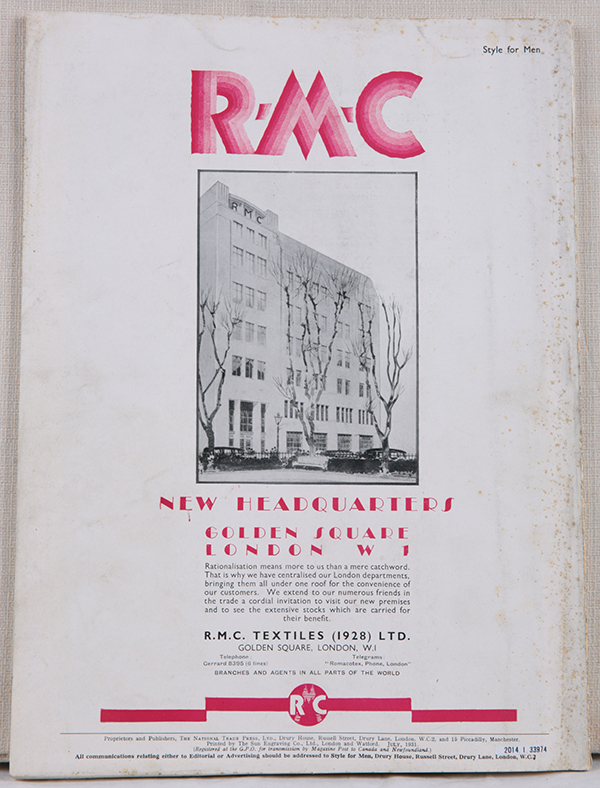 Style for Men
R·M·C
RMC
NEW HEADQUARTERS
GOLDEN SQUARE
LONDON W 1
Rationalisation means more to us than a mere catchword.
That is why we have centralised our London departments,
bringing them all under one roof for the convenience of
our customers. We extend to our numerous friends in
the trade a cordial invitation to visit our new premises
and to see the extensive stocks which are carried for
their benefit.
R.M.C. TEXTILES (1928) LTD.
GOLDEN SQUARE, LONDON, W.1
Telephone: Telegrams:
Gerrard 8395 (6 lines) "Romacotex, Phone, London"
BRANCHES AND AGENTS IN ALL PARTS OF THE WORLD
R C
Proprietors and Publishers, THE NATIONAL TRADE PRESS, LTD., Drury House, Russell Street, Drury Lane, London, W.C.2, and 15 Piccadilly, Manchester.
Printed by The Sun Engraving Co., Ltd., London and Watford. JULY, 1931.
(Registered at the G.P.O. for transmission by Magazine Post to Canada and Newfoundland.)
2014.1.33974
All communications relating either to Editorial or Advertising should be addressed to Style for Men, Drury House, Russell Street, Drury Lane, London, W.C.2